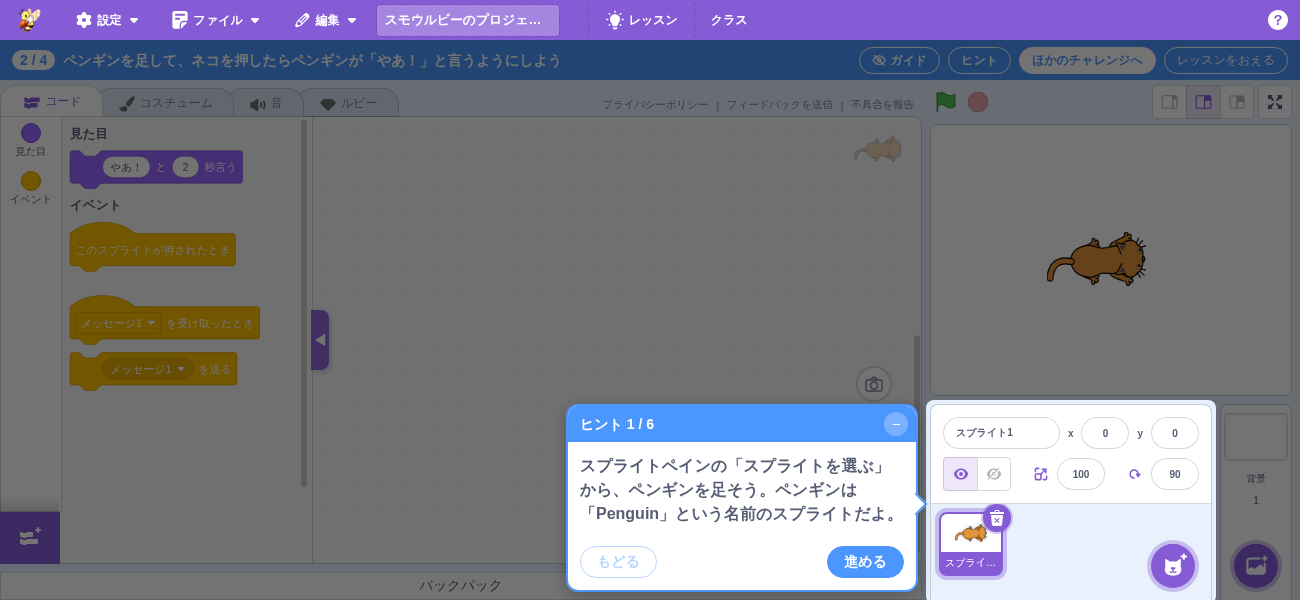 設定
ファイル
編集
スモウルビーのプロジェ…
レッスン
クラス
?
2 / 4
ペンギンを足して、ネコを押したらペンギンが「やあ！」と言うようにしよう
ガイド
ヒント
ほかのチャレンジへ
レッスンをおえる
コード
コスチューム
音
ルビー
プライバシーポリシー | フィードバックを送信 | 不具合を報告
見た目
イベント
見た目
やあ！ と 2 秒言う
イベント
このスプライトが押されたとき
メッセージ1 を受け取ったとき
メッセージ1 を送る
バックパック
ヒント 1 / 6
スプライトペインの「スプライトを選ぶ」
から、ペンギンを足そう。ペンギンは
「Penguin」という名前のスプライトだよ。
もどる
進める
スプライト1
x
0
y
0
100
90
スプライ…
背景
1